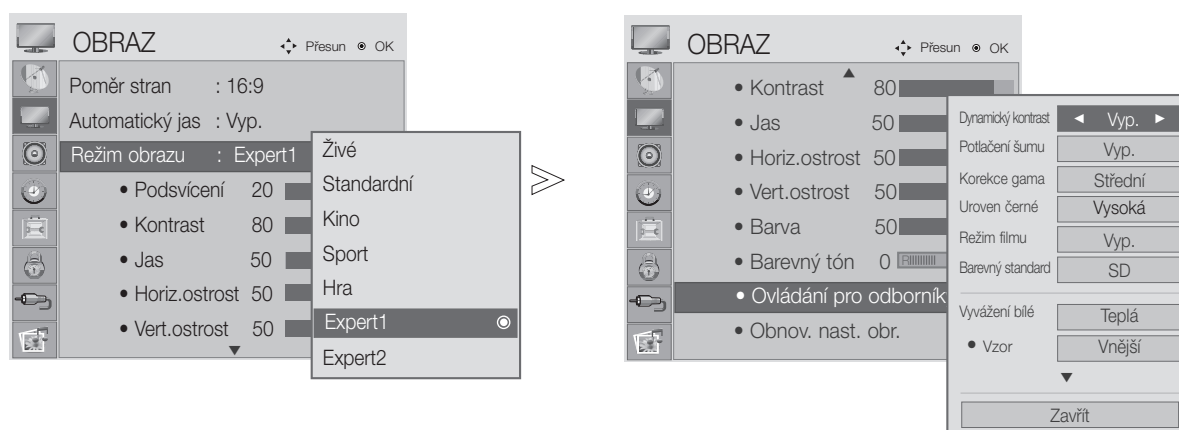 OBRAZ
Přesun OK
Poměr stran : 16:9
Automatický jas : Vyp.
Režim obrazu : Expert1
• Podsvícení 20
• Kontrast 80
• Jas 50
• Horiz.ostrost 50
• Vert.ostrost 50
Živé
Standardní
Kino
Sport
Hra
Expert1
Expert2
OBRAZ
Přesun OK
• Kontrast 80
• Jas 50
• Horiz.ostrost 50
• Vert.ostrost 50
• Barva 50
• Barevný tón 0
• Ovládání pro odborník
• Obnov. nast. obr.
Dynamický kontrast ◄ Vyp. ►
Potlačení šumu Vyp.
Korekce gama Střední
Uroven černé Vysoká
Režim filmu Vyp.
Barevný standard SD
Vyvážení bílé Teplá
• Vzor Vnější
Zavřít